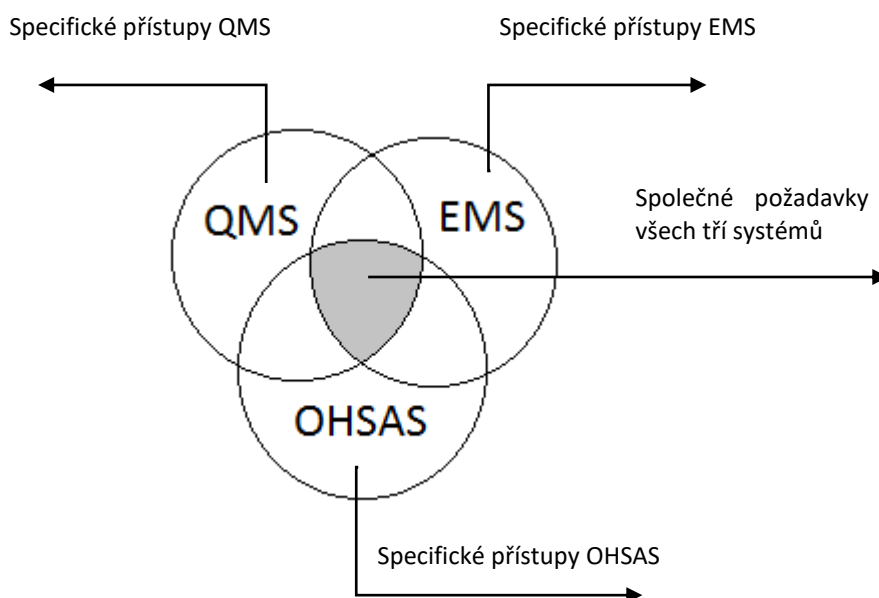 Specifické přístupy QMS
Specifické přístupy EMS
QMS
EMS
Společné požadavky
všech tří systémů
OHSAS
Specifické přístupy OHSAS